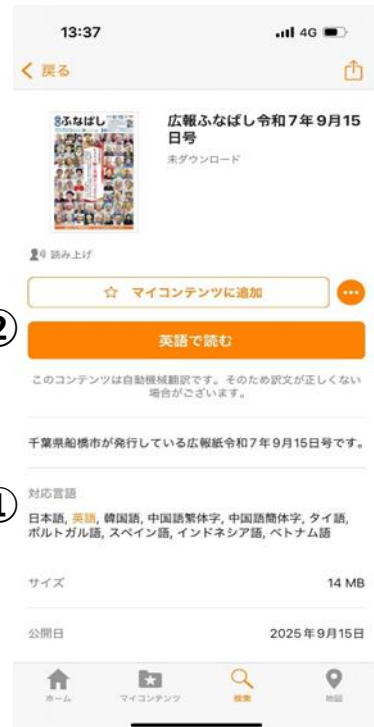 13:37
4G
戻る
ふなばし
広報ふなばし令和7年9月15
日号
未ダウンロード
読み上げ
☆ マイコンテンツに追加
②
英語で読む
このコンテンツは自動機械翻訳です。そのため訳文が正しくない
場合がございます。
千葉県船橋市が発行している広報紙令和7年9月15日号です。
対応言語
①
日本語, 英語, 韓国語, 中国語繁体字, 中国語簡体字, タイ語,
ポルトガル語, スペイン語, インドネシア語, ベトナム語
サイズ
14 MB
公開日
2025年9月15日
ホーム
マイコンテンツ
検索
地図